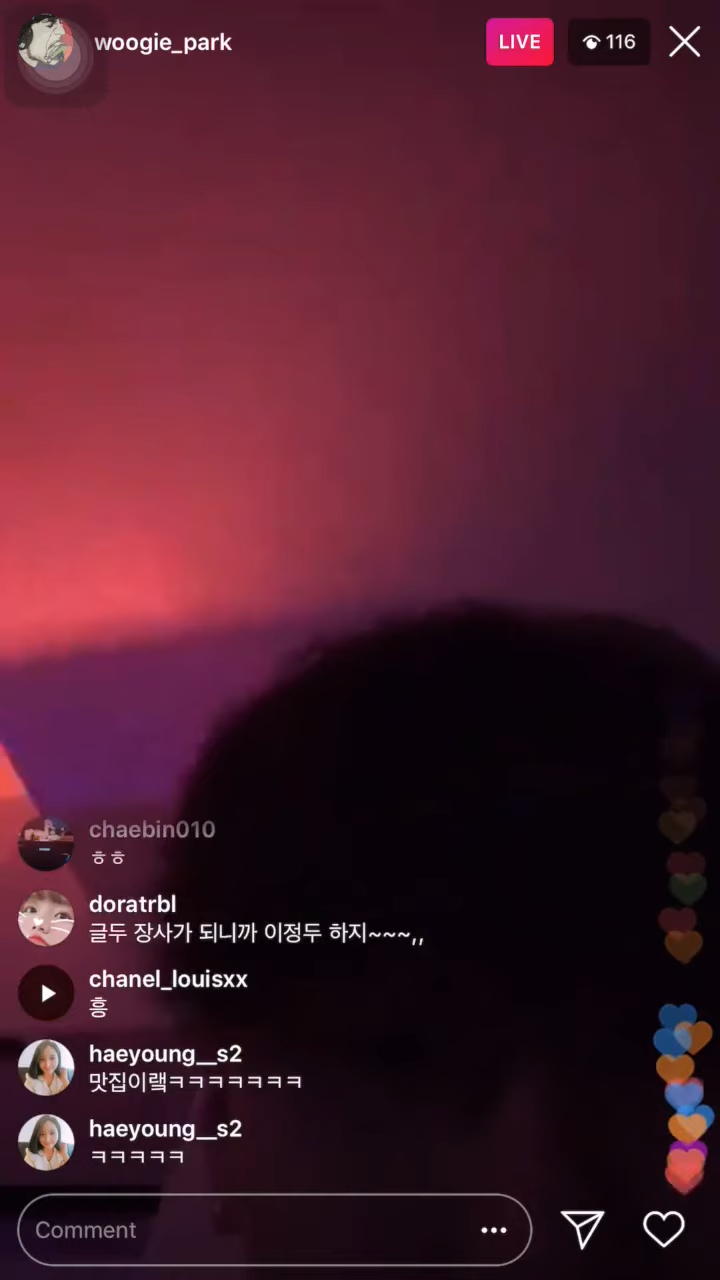 woogie_park
LIVE
116
chaebin010
ㅎㅎ
doratrbl
글두 장사가 되니까 이정두 하지~~~,,
chanel_louisxx
흥
haeyoung__s2
맛집이랰ㅋㅋㅋㅋㅋㅋㅋ
haeyoung__s2
ㅋㅋㅋㅋㅋ
Comment